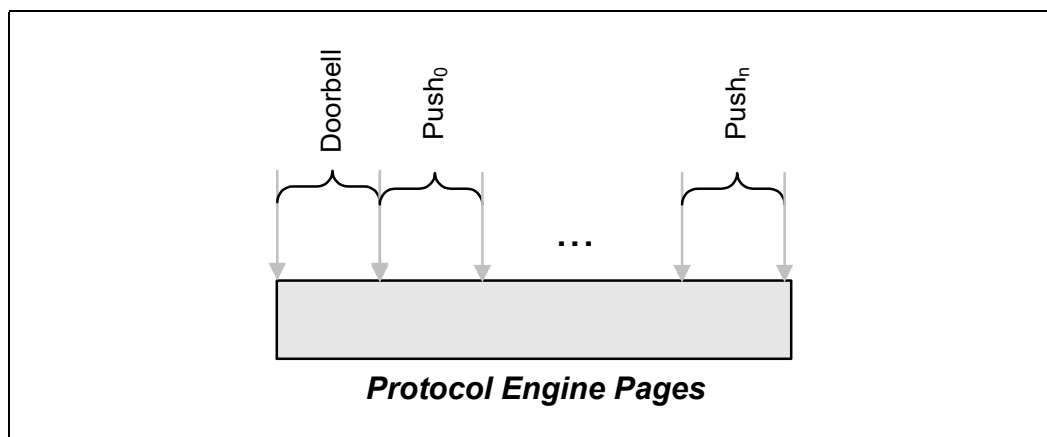 Doorbell
Push₀
Pushₙ
...
Protocol Engine Pages